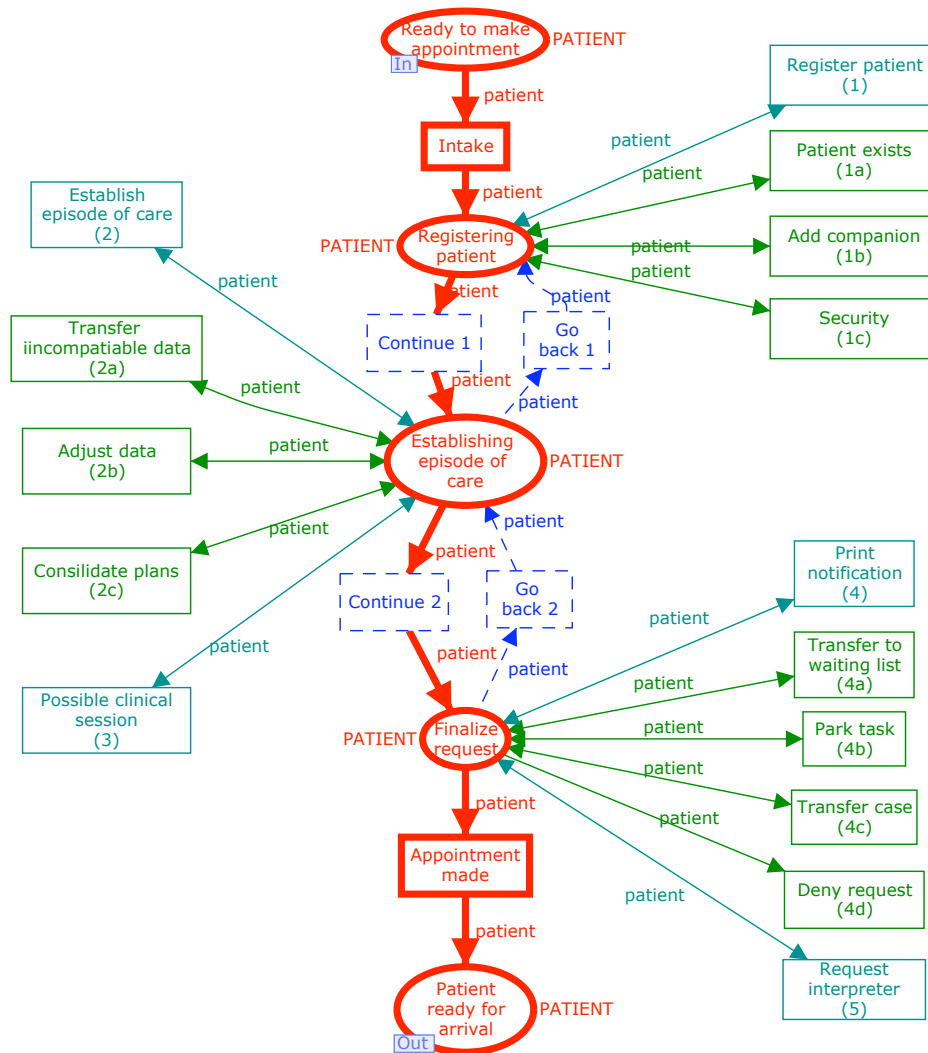 Ready to make
appointment
PATIENT
In
patient
Register patient
(1)
Intake
patient
Patient exists
(1a)
patient
patient
Establish
episode of care
(2)
PATIENT
Registering
patient
patient
Add companion
(1b)
patient
patient
patient
patient
Security
(1c)
Transfer
iincompatiable data
(2a)
Continue 1
Go
back 1
patient
patient
patient
Adjust data
(2b)
patient
Establishing
episode of
care
PATIENT
patient
patient
patient
Consilidate plans
(2c)
Continue 2
Go
back 2
Print
notification
(4)
patient
patient
Transfer to
waiting list
(4a)
patient
patient
patient
Possible clinical
session
(3)
PATIENT
Finalize
request
patient
Park task
(4b)
patient
patient
Transfer case
(4c)
patient
Appointment
made
patient
Deny request
(4d)
patient
Request
interpreter
(5)
Patient
ready for
arrival
PATIENT
Out